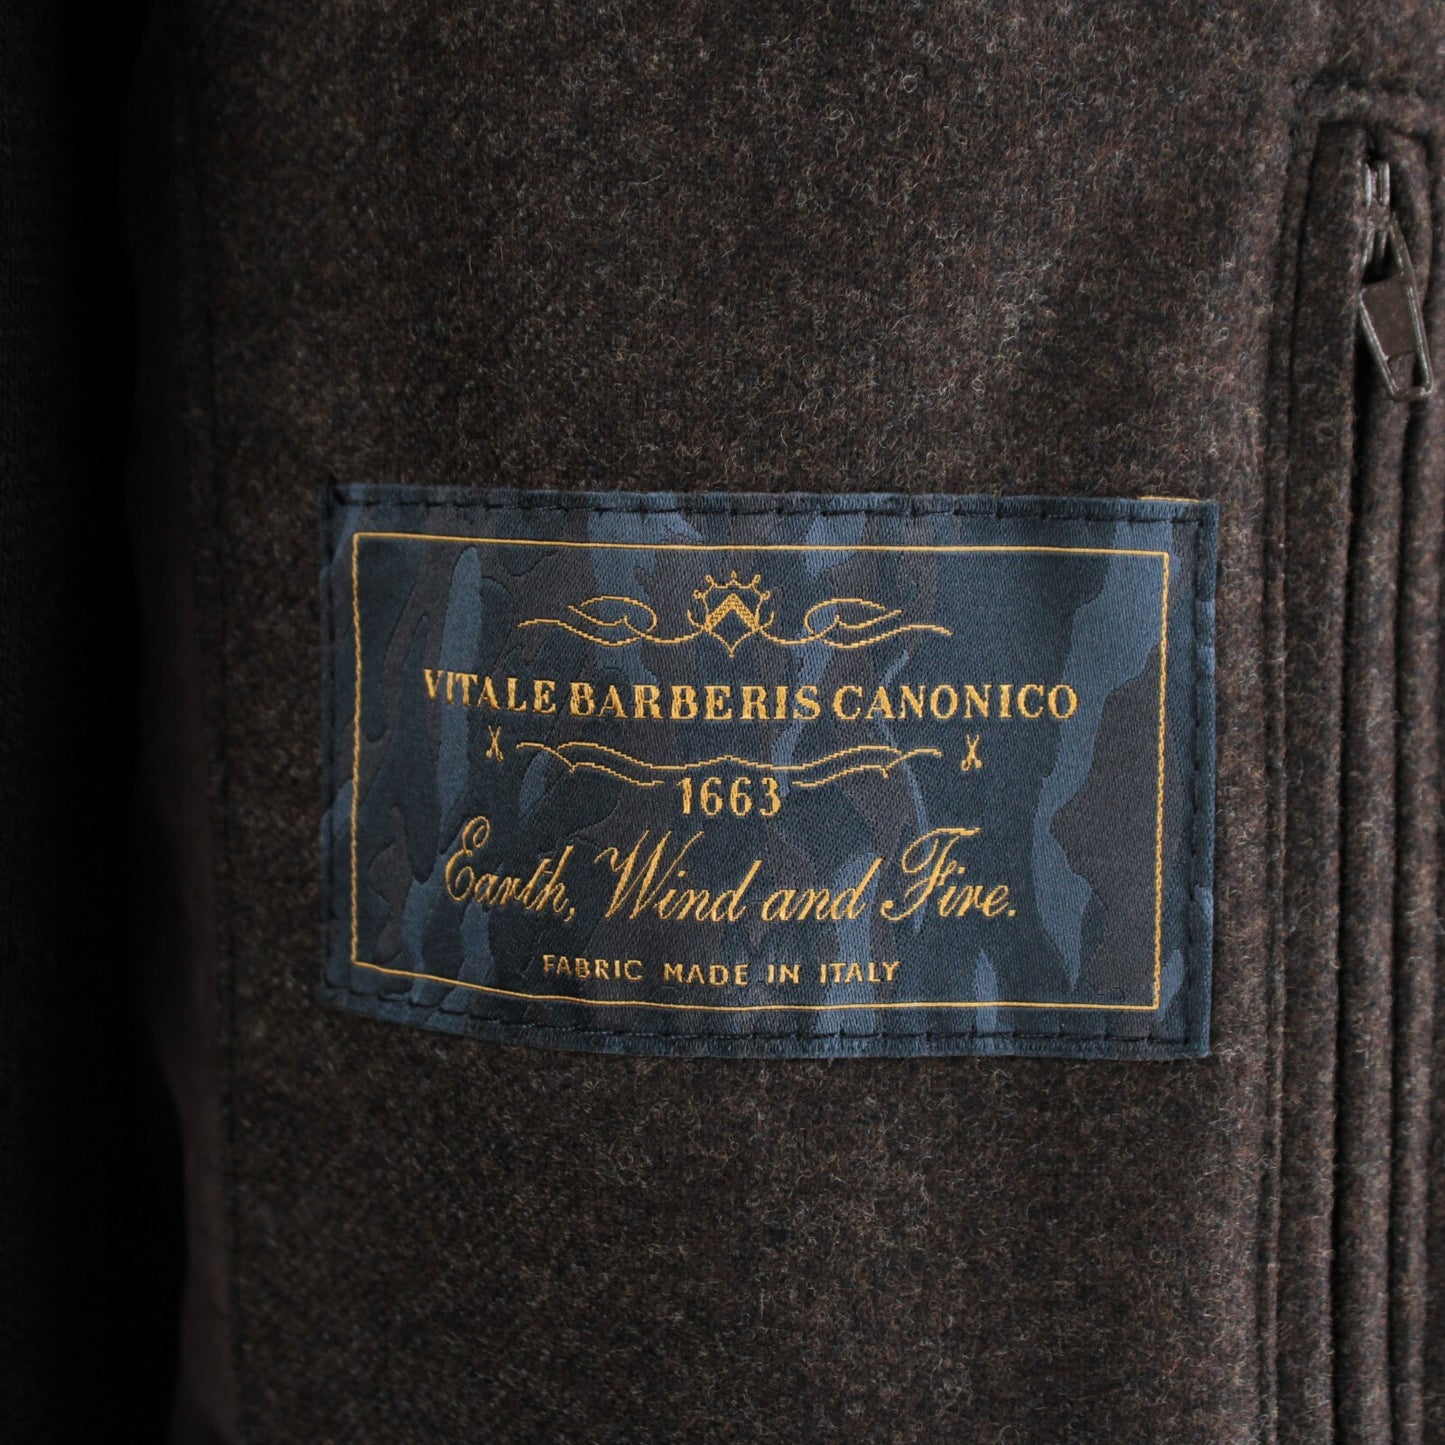 VITALE BARBERIS CANONICO
1663
Earth, Wind and Fire.
FABRIC MADE IN ITALY